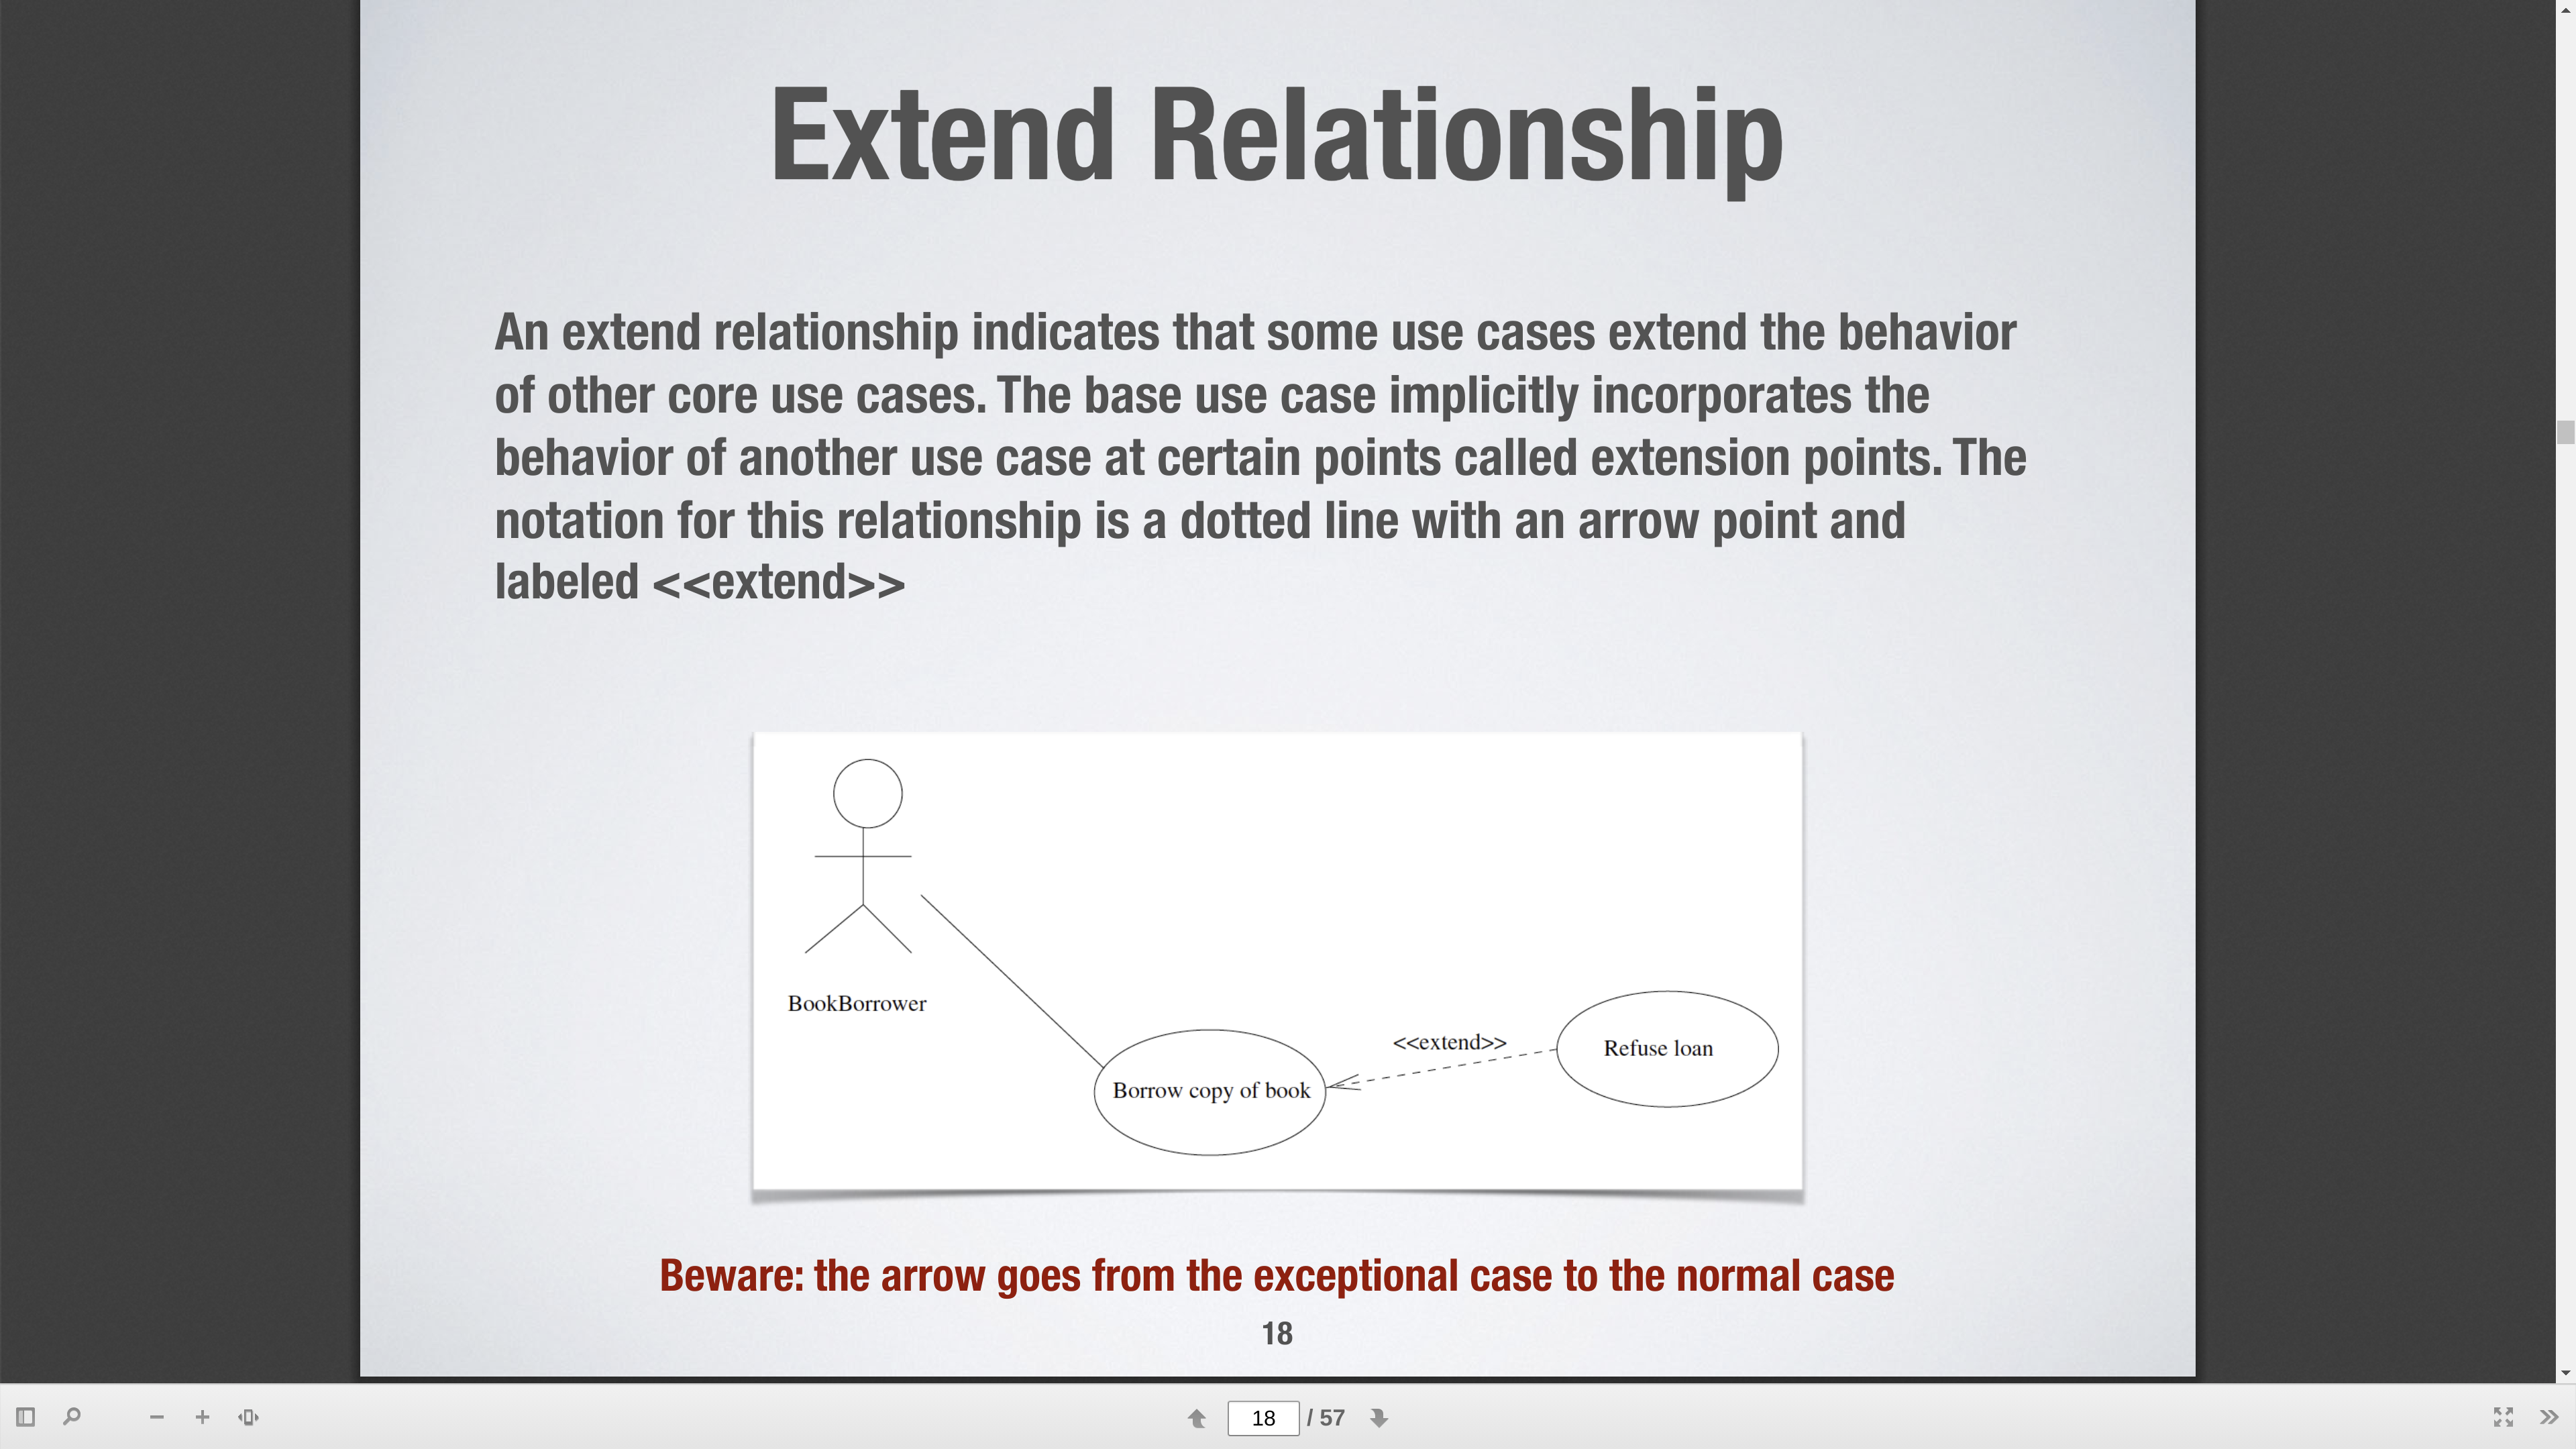 Extend Relationship
An extend relationship indicates that some use cases extend the behavior
of other core use cases. The base use case implicitly incorporates the
behavior of another use case at certain points called extension points. The
notation for this relationship is a dotted line with an arrow point and
labeled <<extend>>
BookBorrower
<<extend>>
Refuse loan
Borrow copy of book
Beware: the arrow goes from the exceptional case to the normal case
18
18 / 57